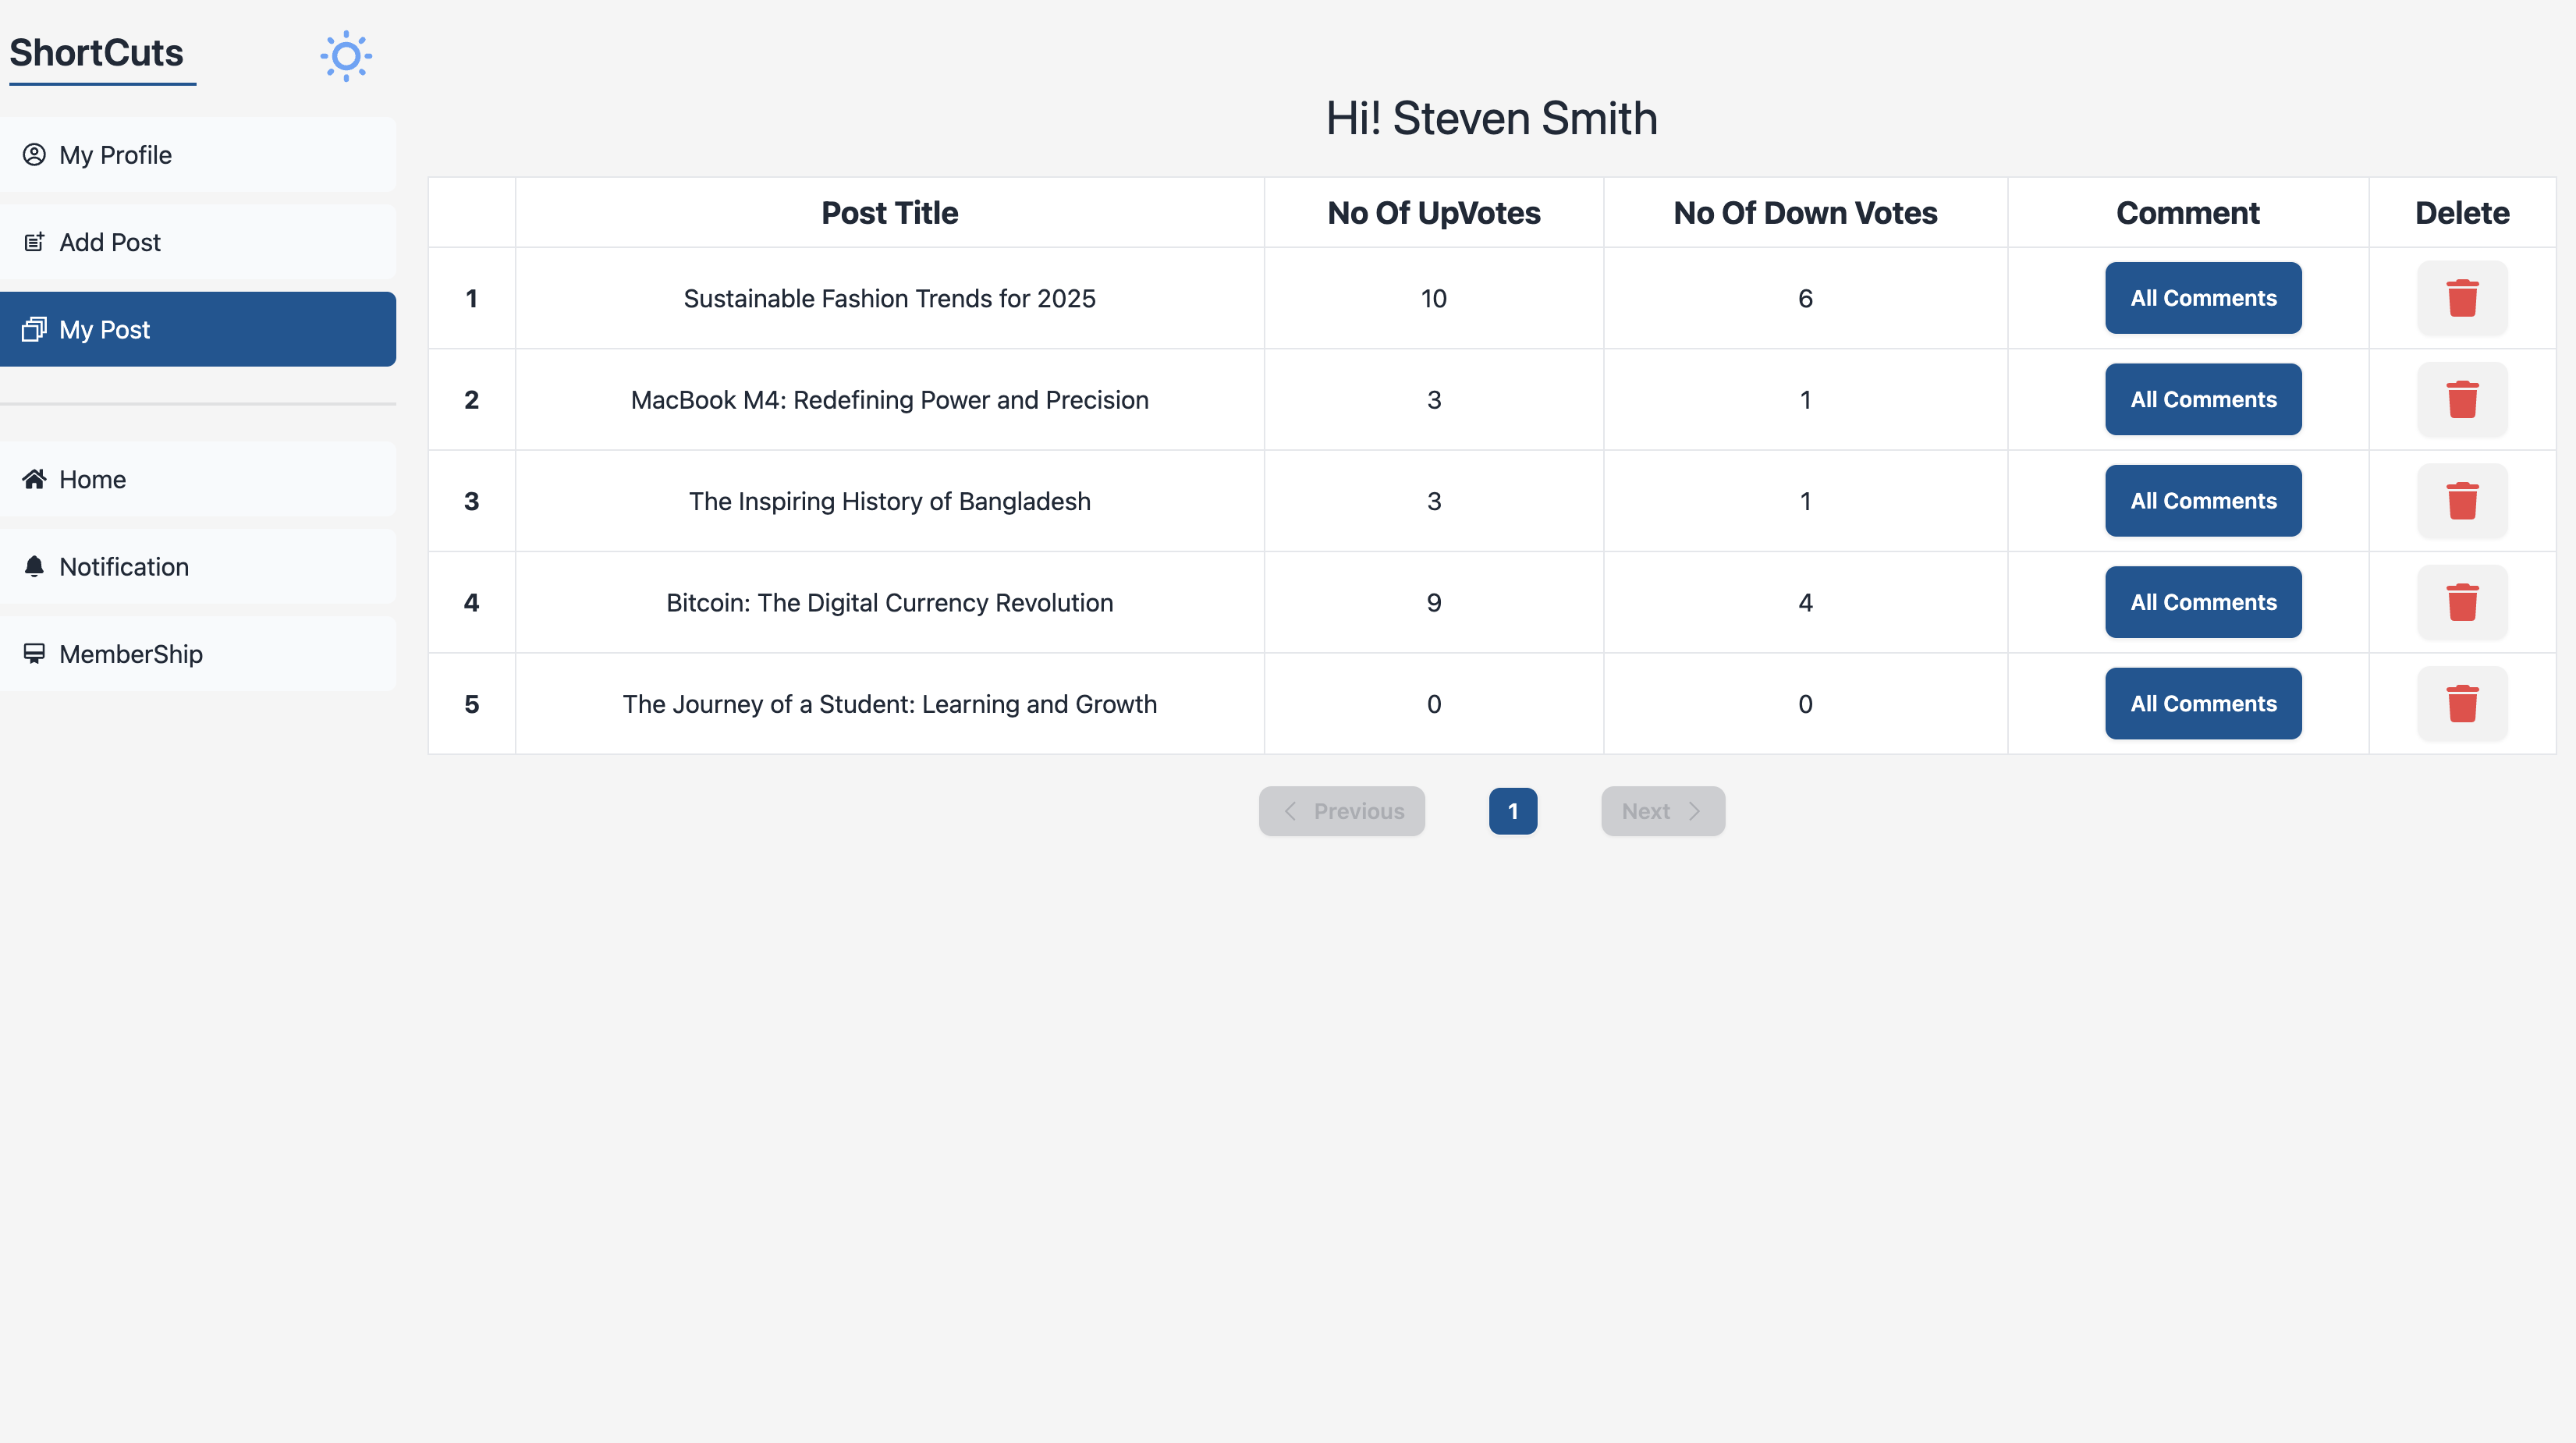 ShortCuts
My Profile
Add Post
My Post
Home
Notification
MemberShip
Hi! Steven Smith
Post Title No Of UpVotes No Of Down Votes Comment Delete
1 Sustainable Fashion Trends for 2025 10 6 All Comments
2 MacBook M4: Redefining Power and Precision 3 1 All Comments
3 The Inspiring History of Bangladesh 3 1 All Comments
4 Bitcoin: The Digital Currency Revolution 9 4 All Comments
5 The Journey of a Student: Learning and Growth 0 0 All Comments
Previous 1 Next